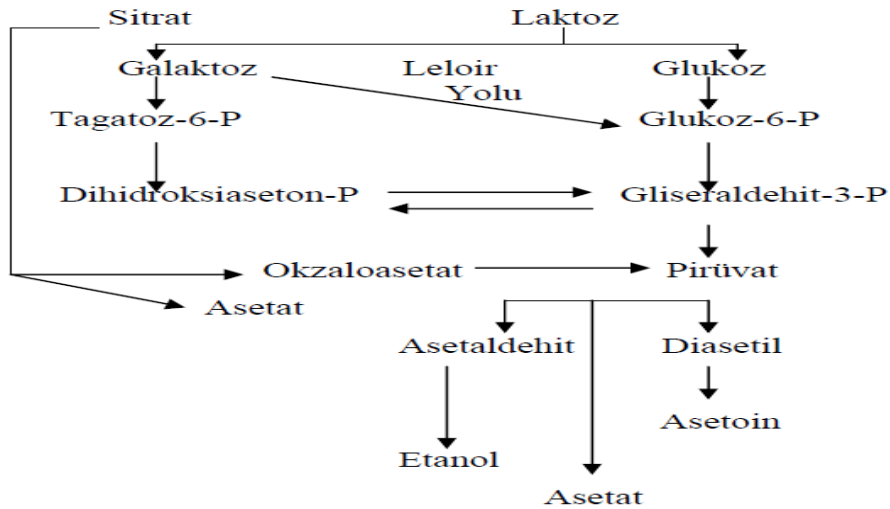 Sitrat
Laktoz
Galaktoz
Leloir
Yolu
Glukoz
Tagatoz-6-P
Glukoz-6-P
Dihidroksiaseton-P
Gliseraldehit-3-P
Okzaloasetat
Pirüvat
Asetat
Asetaldehit
Diasetil
Asetoin
Etanol
Asetat